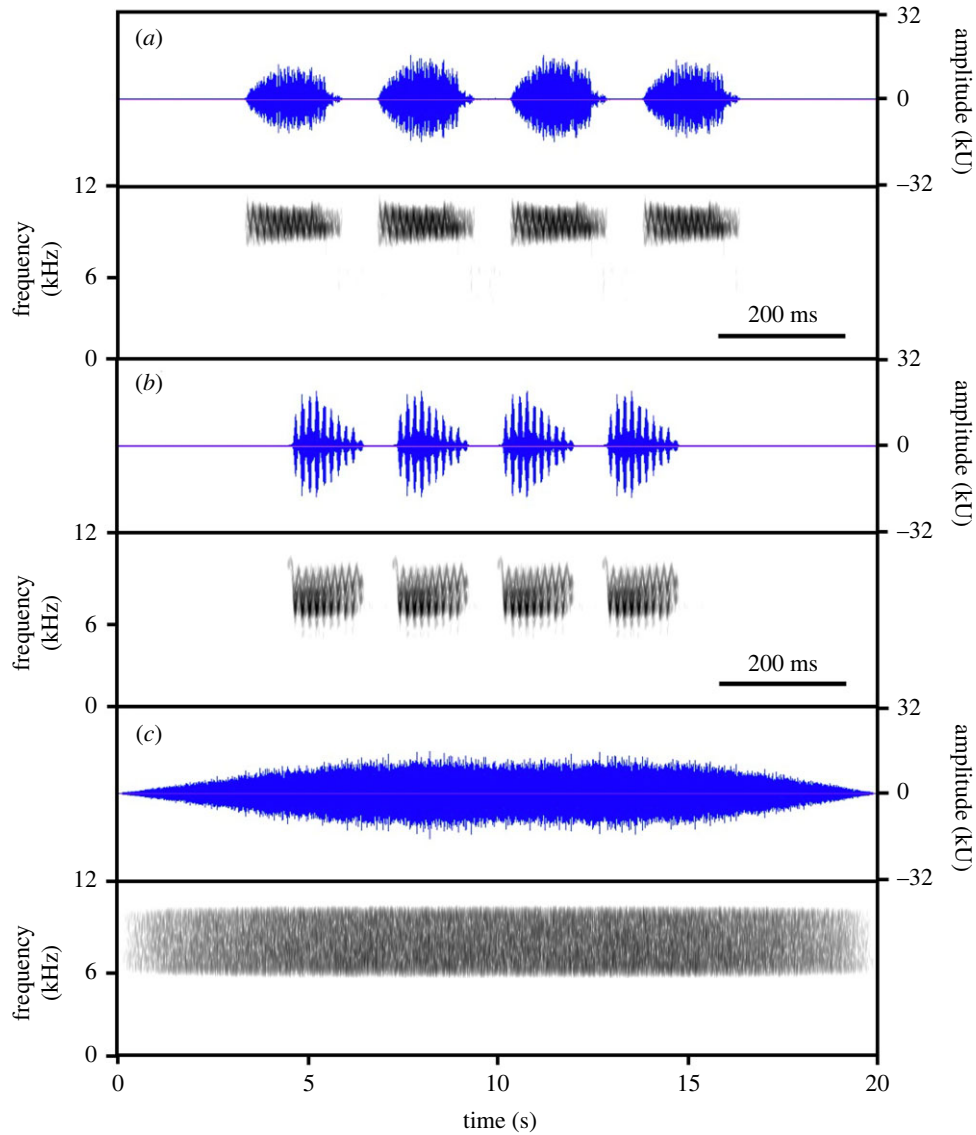 (a)
32
0
amplitude (kU)
–32
12
6
0
frequency
(kHz)
200 ms
(b)
32
0
amplitude (kU)
–32
12
6
0
frequency
(kHz)
200 ms
(c)
32
0
amplitude (kU)
–32
12
6
0
frequency
(kHz)
0 5 10 15 20
time (s)